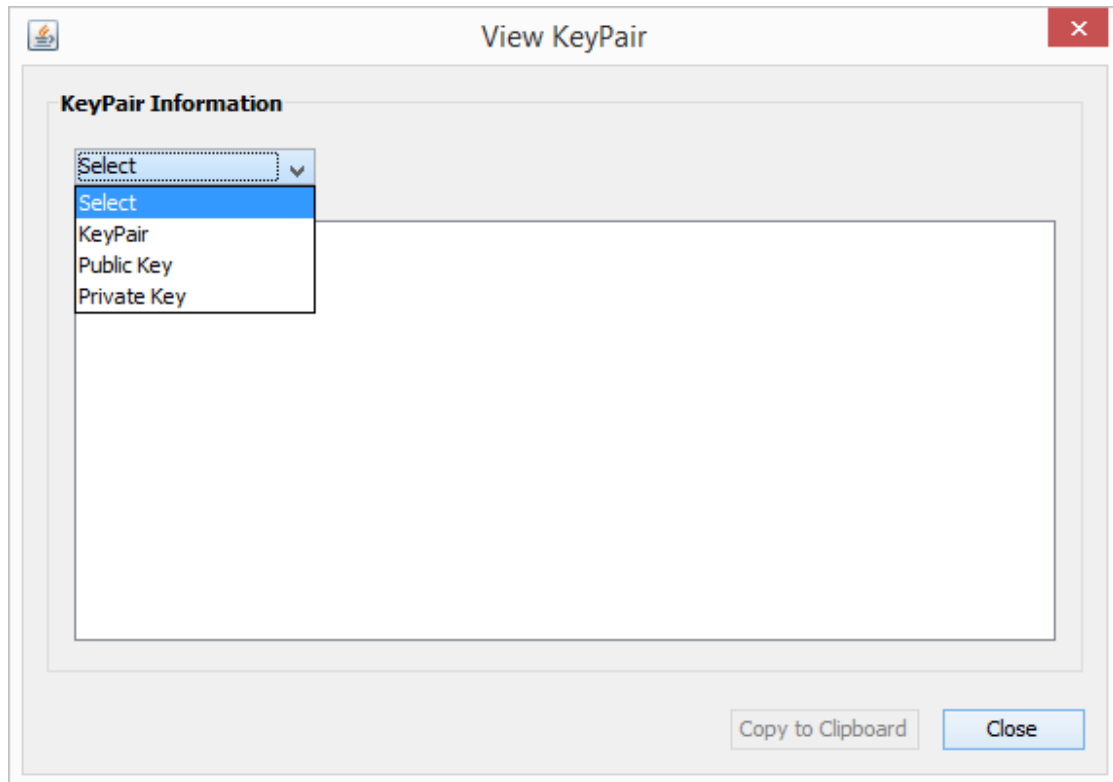 View KeyPair
KeyPair Information
Select
Select
KeyPair
Public Key
Private Key
Copy to Clipboard
Close